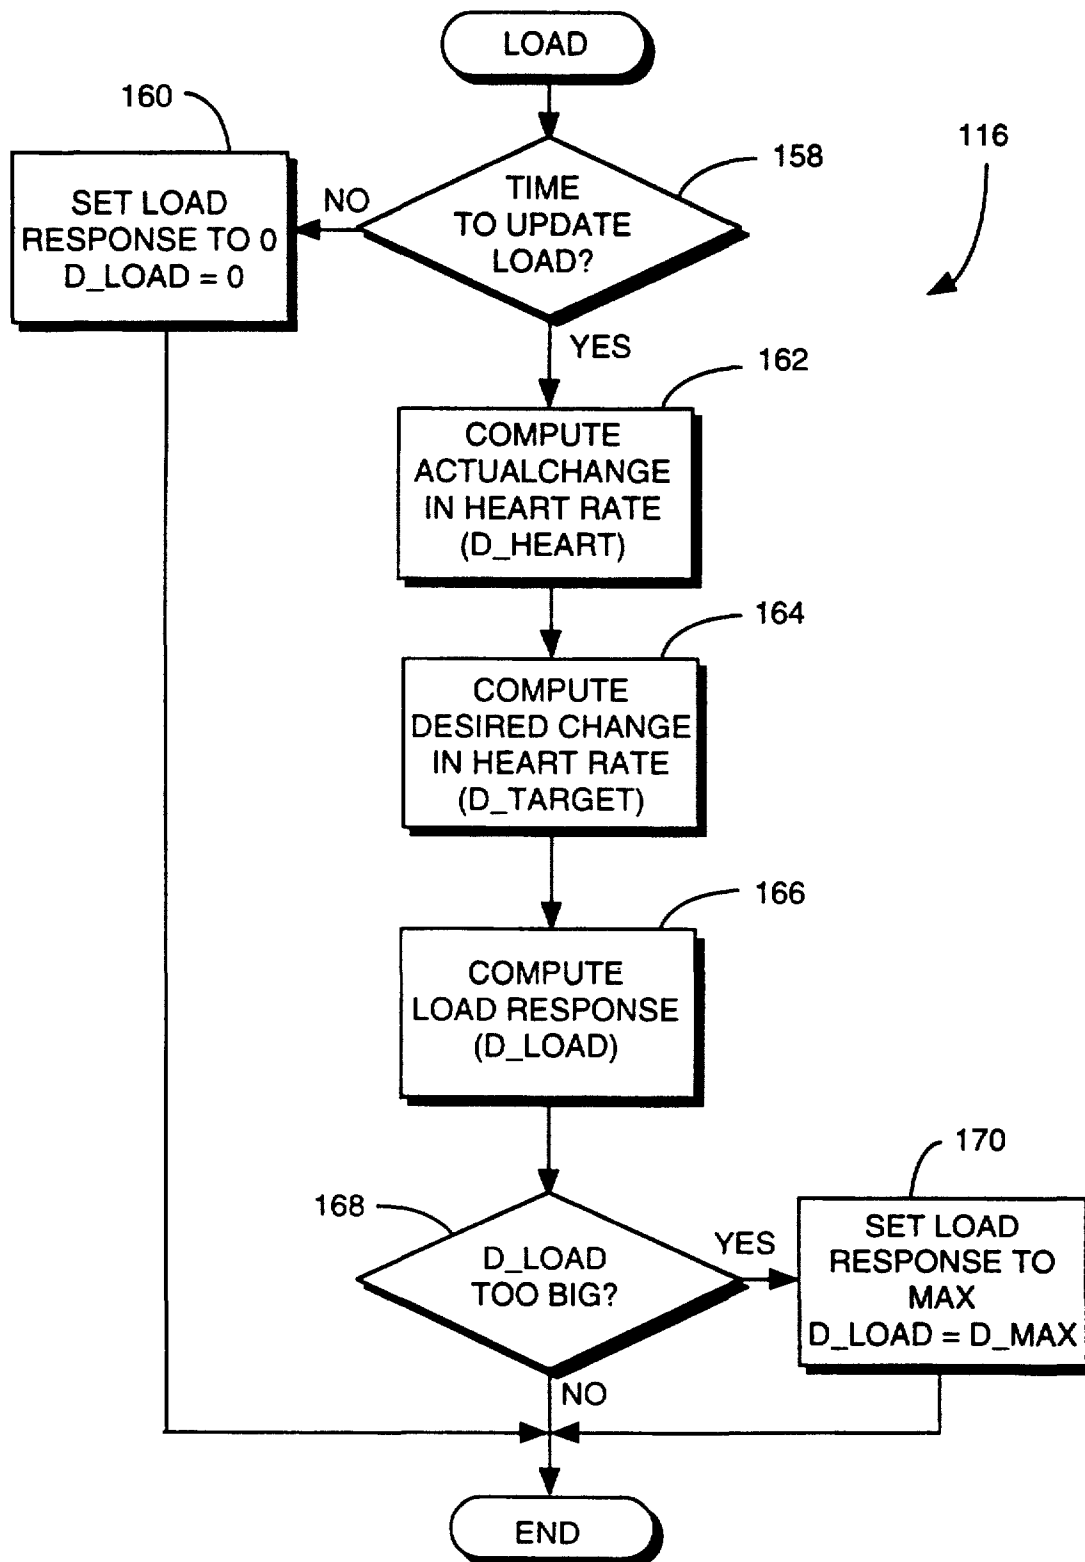 LOAD
160
158
116
TIME
TO UPDATE
LOAD?
NO
SET LOAD
RESPONSE TO 0
D_LOAD = 0
YES
162
COMPUTE
ACTUALCHANGE
IN HEART RATE
(D_HEART)
164
COMPUTE
DESIRED CHANGE
IN HEART RATE
(D_TARGET)
166
COMPUTE
LOAD RESPONSE
(D_LOAD)
168
D_LOAD
TOO BIG?
YES
170
SET LOAD
RESPONSE TO
MAX
D_LOAD = D_MAX
NO
END